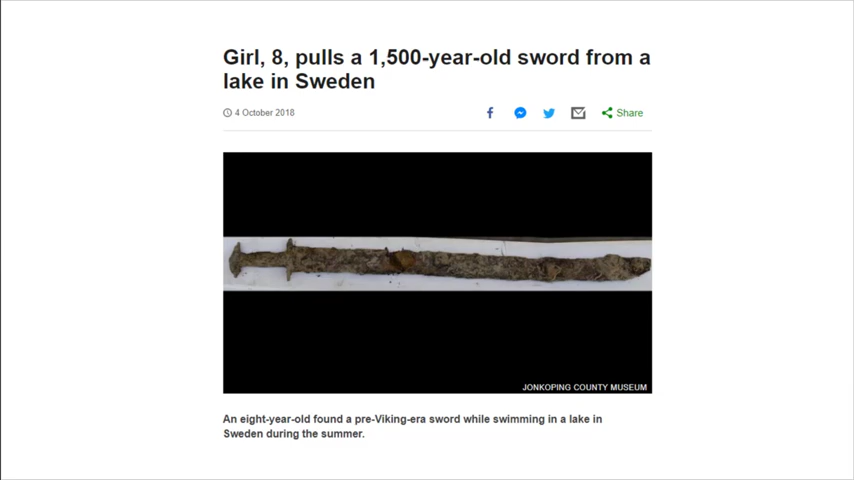 Girl, 8, pulls a 1,500-year-old sword from a
lake in Sweden
4 October 2018
Share
JONKOPING COUNTY MUSEUM
An eight-year-old found a pre-Viking-era sword while swimming in a lake in
Sweden during the summer.